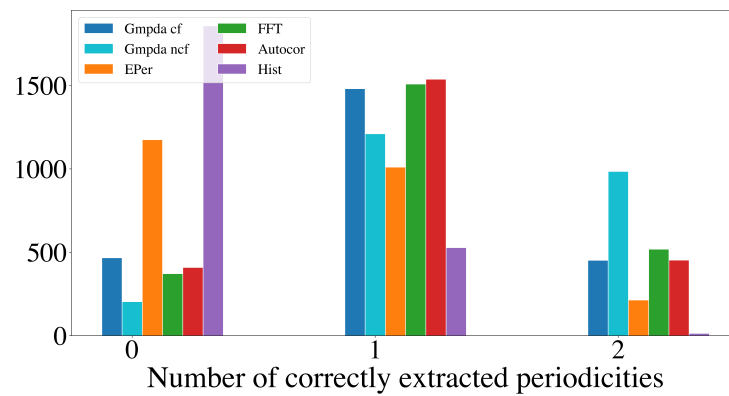 Gmpda cf
Gmpda ncf
EPer
FFT
Autocor
Hist
1500
1000
500
0
0 1 2
Number of correctly extracted periodicities